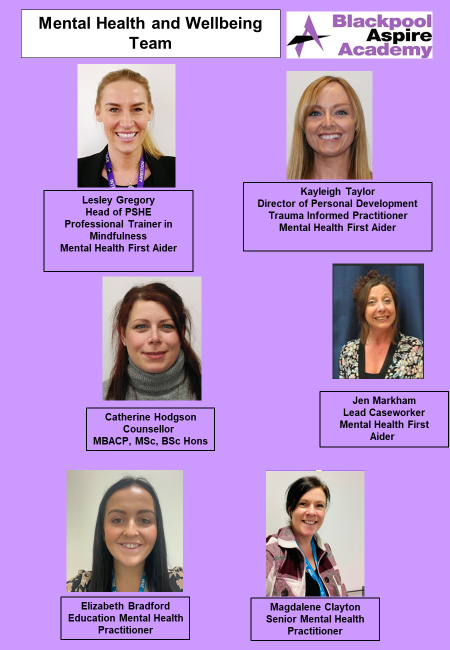 Mental Health and Wellbeing
Team
Blackpool
Aspire
Academy
Lesley Gregory
Head of PSHE
Professional Trainer in
Mindfulness
Mental Health First Aider
Kayleigh Taylor
Director of Personal Development
Trauma Informed Practitioner
Mental Health First Aider
Catherine Hodgson
Counsellor
MBACP, MSc, BSc Hons
Jen Markham
Lead Caseworker
Mental Health First
Aider
Elizabeth Bradford
Education Mental Health
Practitioner
Magdalene Clayton
Senior Mental Health
Practitioner